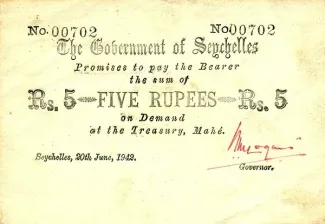 No. 00702 No. 00702
The Government of Seychelles
Promises to pay the Bearer
the sum of
Rs. 5 FIVE RUPEES Rs. 5
on Demand
at the Treasury, Mahé.
Seychelles, 20th June, 1942.
Governor.